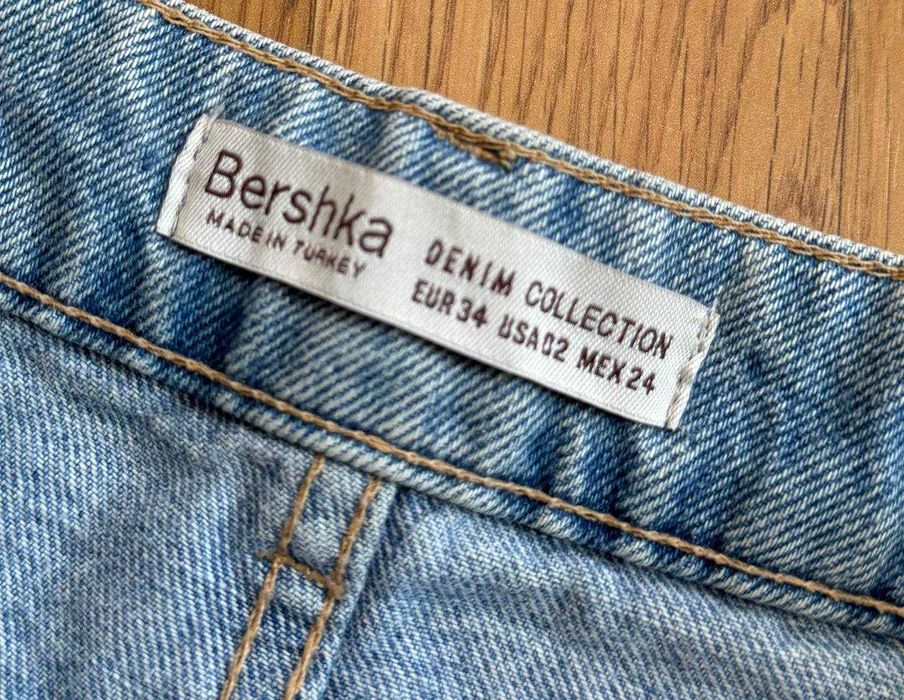 Bershka
MADE IN TURKEY
DENIM COLLECTION
EUR 34 USA 02 MEX 24